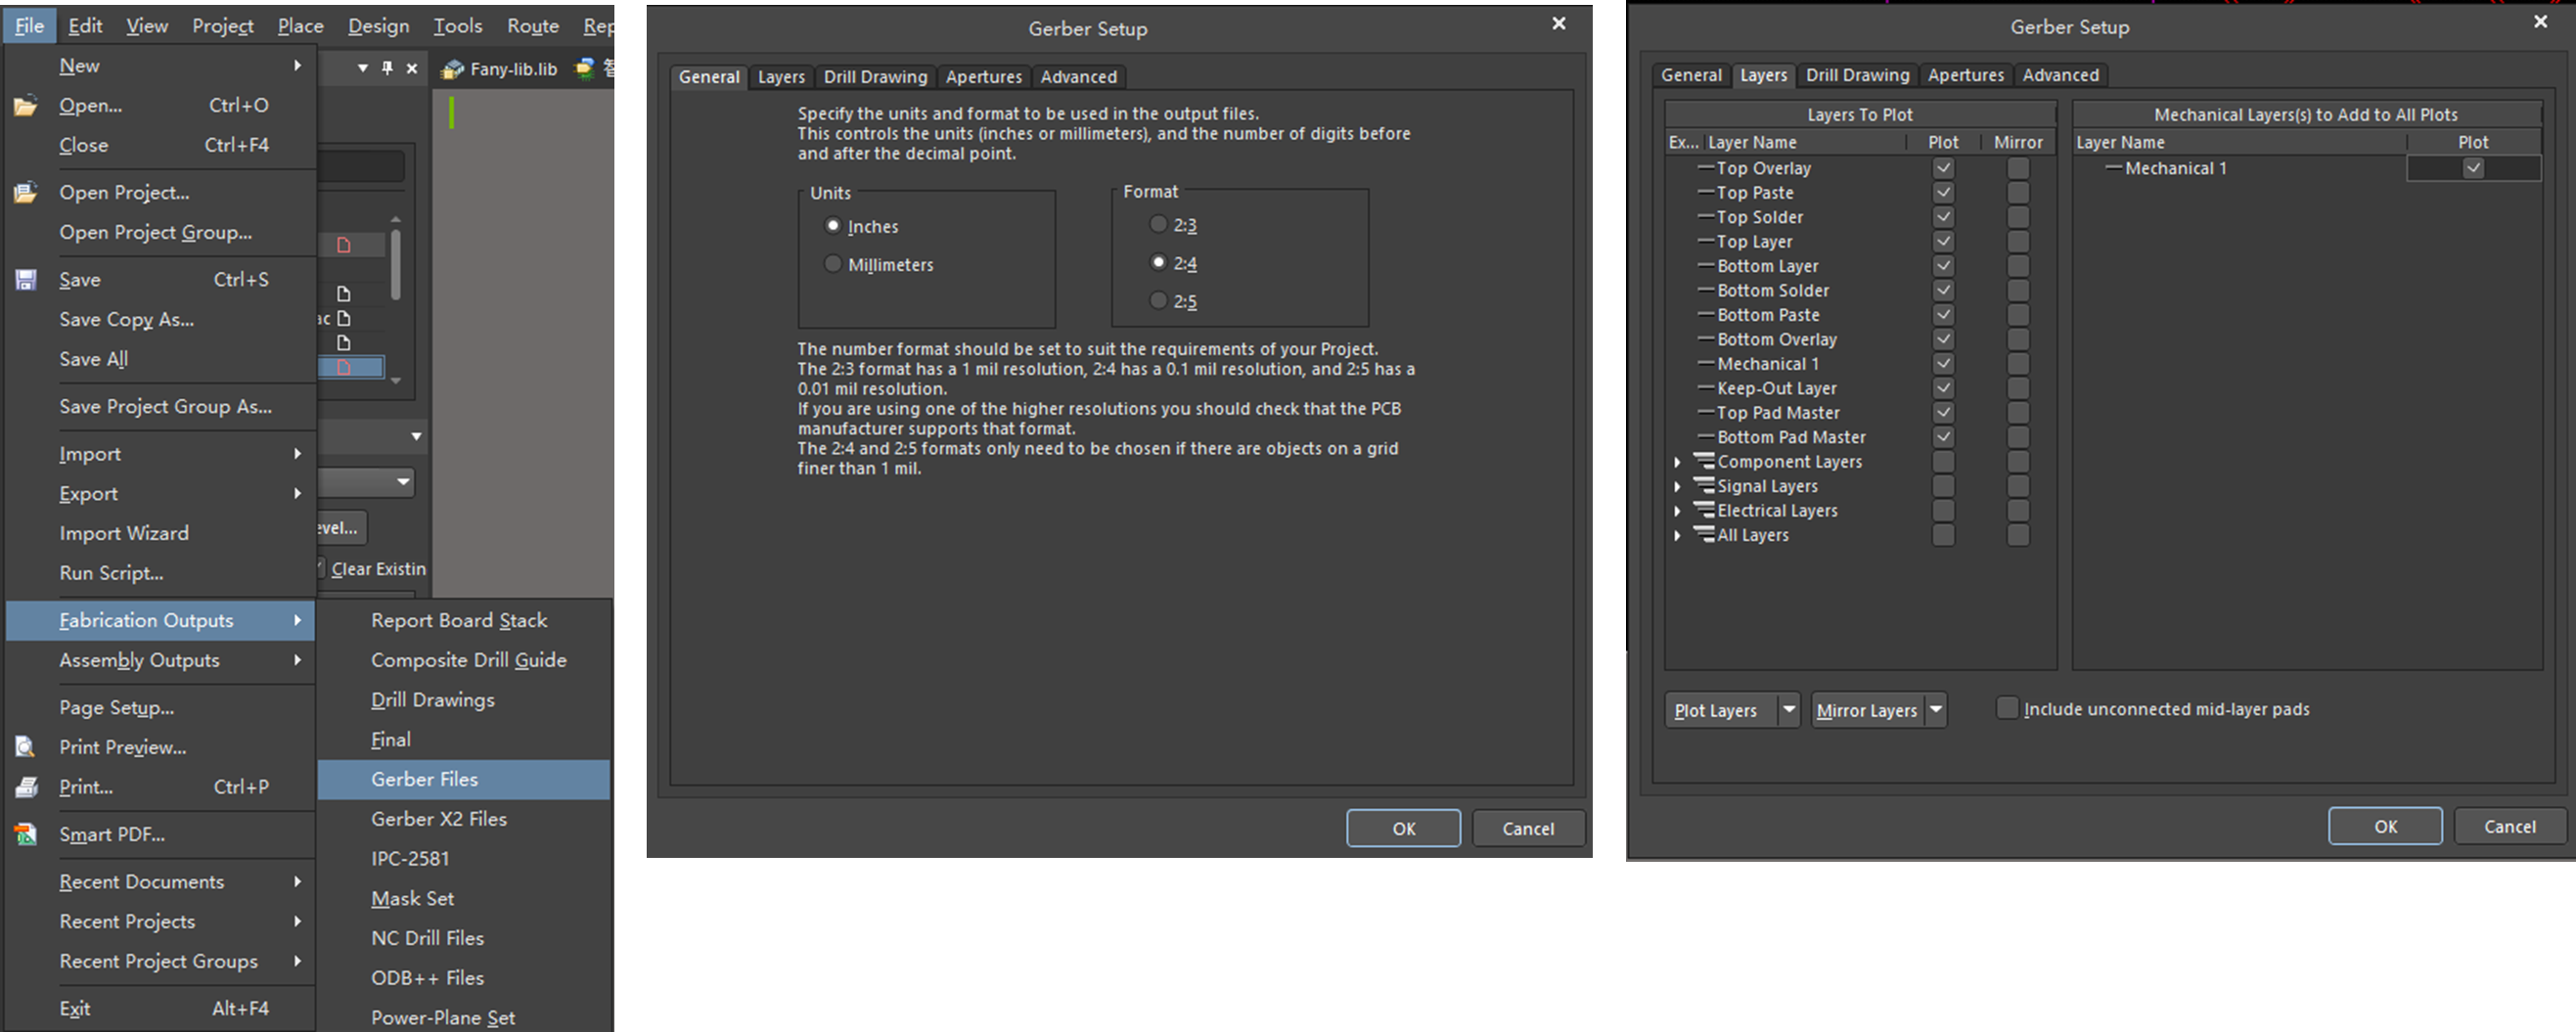 File Edit View Project Place Design Tools Route Rep
New
Fany-lib.lib
Open... Ctrl+O
Close Ctrl+F4
Open Project...
Open Project Group...
Save Ctrl+S
Save Copy As...
ac
Save All
Save Project Group As...
Import
Export
Import Wizard
evel...
Run Script...
Clear Existin
Fabrication Outputs
Assembly Outputs
Page Setup...
Print Preview...
Print... Ctrl+P
Smart PDF...
Recent Documents
Recent Projects
Recent Project Groups
Exit Alt+F4
Report Board Stack
Composite Drill Guide
Drill Drawings
Final
Gerber Files
Gerber X2 Files
IPC-2581
Mask Set
NC Drill Files
ODB++ Files
Power-Plane Set
Gerber Setup
General Layers Drill Drawing Apertures Advanced
Specify the units and format to be used in the output files.
This controls the units (inches or millimeters), and the number of digits before
and after the decimal point.
Units
Inches
Millimeters
Format
2:3
2:4
2:5
The number format should be set to suit the requirements of your Project.
The 2:3 format has a 1 mil resolution, 2:4 has a 0.1 mil resolution, and 2:5 has a
0.01 mil resolution.
If you are using one of the higher resolutions you should check that the PCB
manufacturer supports that format.
The 2:4 and 2:5 formats only need to be chosen if there are objects on a grid
finer than 1 mil.
OK Cancel
Gerber Setup
General Layers Drill Drawing Apertures Advanced
Layers To Plot
Ex... Layer Name Plot Mirror
Top Overlay
Top Paste
Top Solder
Top Layer
Bottom Layer
Bottom Solder
Bottom Paste
Bottom Overlay
Mechanical 1
Keep-Out Layer
Top Pad Master
Bottom Pad Master
Component Layers
Signal Layers
Electrical Layers
All Layers
Mechanical Layers(s) to Add to All Plots
Layer Name Plot
Mechanical 1
Plot Layers Mirror Layers Include unconnected mid-layer pads
OK Cancel